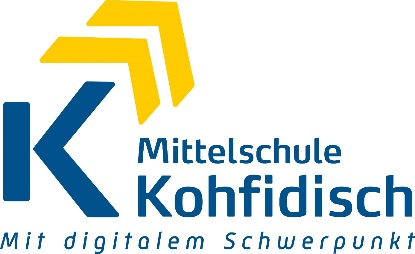 K
Mittelschule
Kohfidisch
Mit digitalem Schwerpunkt